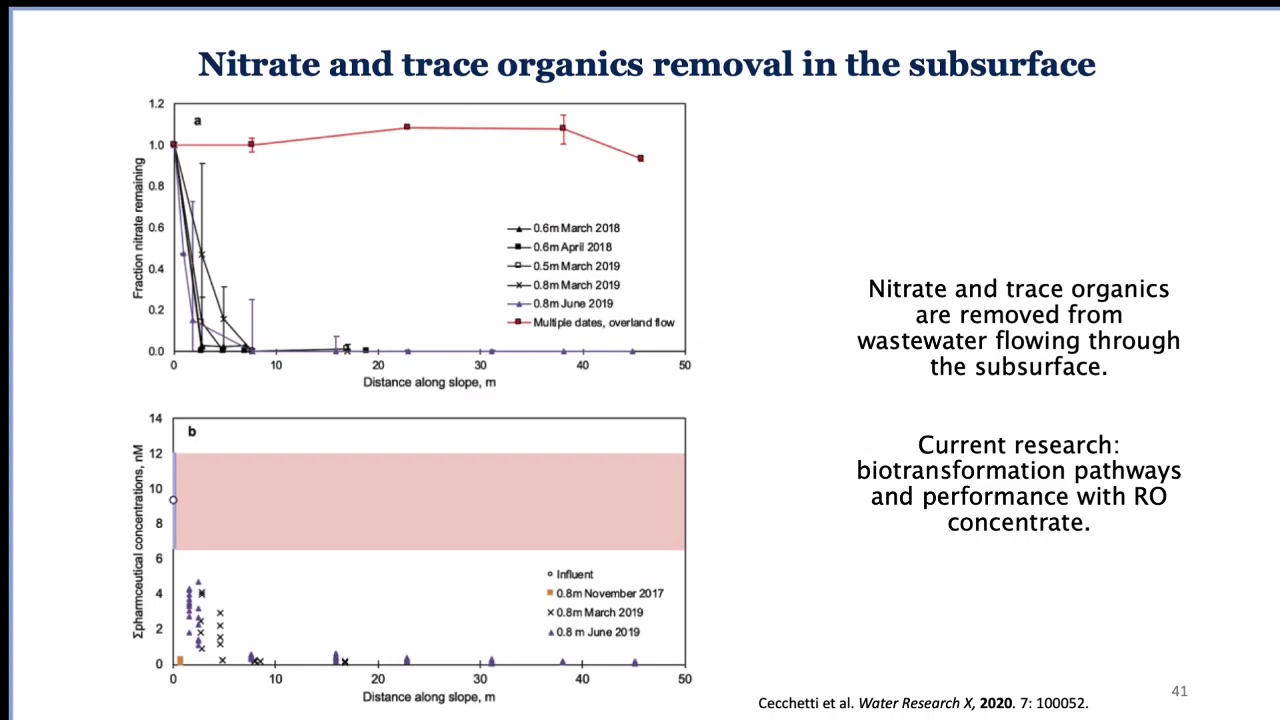 Nitrate and trace organics removal in the subsurface
a
Fraction nitrate remaining
1.2
1.0
0.8
0.6
0.4
0.2
0.0
0.6m March 2018
0.6m April 2018
0.5m March 2019
0.8m March 2019
0.8m June 2019
Multiple dates, overland flow
0 10 20 30 40 50
Distance along slope, m
b
Σpharmceutical concentrations, nM
14
12
10
8
6
4
2
0
Influent
0.8m November 2017
0.8m March 2019
0.8 m June 2019
0 10 20 30 40 50
Distance along slope, m
Nitrate and trace organics
are removed from
wastewater flowing through
the subsurface.
Current research:
biotransformation pathways
and performance with RO
concentrate.
Cecchetti et al. Water Research X, 2020. 7: 100052.
41